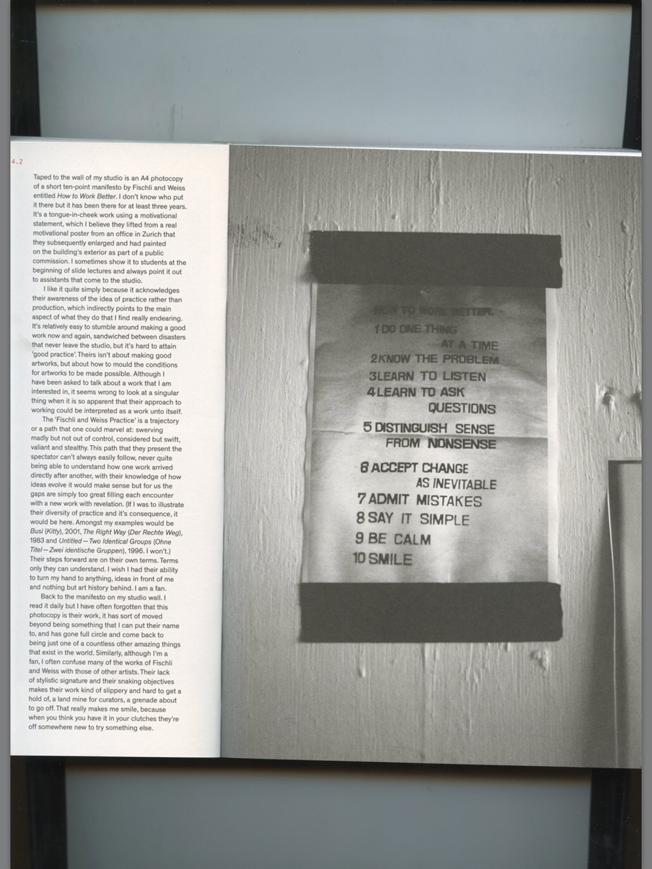 4.2
Taped to the wall of my studio is an A4 photocopy
of a short ten-point manifesto by Fischli and Weiss
entitled How to Work Better. I don't know who put
it there but it has been there for at least three years.
It's a tongue-in-cheek work using a motivational
statement, which I believe they lifted from a real
motivational poster from an office in Zurich that
they subsequently enlarged and had painted
on the building's exterior as part of a public
commission. I sometimes show it to students at the
beginning of slide lectures and always point it out
to assistants that come to the studio.
I like it quite simply because it acknowledges
their awareness of the idea of practice rather than
production, which indirectly points to the main
aspect of what they do that I find really endearing.
It's relatively easy to stumble around making a good
work now and again, sandwiched between disasters
that never leave the studio, but it's hard to attain
'good practice'. Theirs isn't about making good
artworks, but about how to mould the conditions
for artworks to be made possible. Although I
have been asked to talk about a work that I am
interested in, it seems wrong to look at a singular
thing when it is so apparent that their approach to
working could be interpreted as a work unto itself.
The 'Fischli and Weiss Practice' is a trajectory
or a path that one could marvel at: swerving
madly but not out of control, considered but swift,
valiant and stealthy. This path that they present the
spectator can't always easily follow, never quite
being able to understand how one work arrived
directly after another, with their knowledge of how
ideas evolve it would make sense but for us the
gaps are simply too great filling each encounter
with a new work with revelation. (If I was to illustrate
their diversity of practice and it's consequence, it
would be here. Amongst my examples would be
Busi (Kitty), 2001, The Right Way (Der Rechte Weg),
1983 and Untitled – Two Identical Groups (Ohne
Titel – Zwei identische Gruppen), 1996. I won't.)
Their steps forward are on their own terms. Terms
only they can understand. I wish I had their ability
to turn my hand to anything, ideas in front of me
and nothing but art history behind. I am a fan.
Back to the manifesto on my studio wall. I
read it daily but I have often forgotten that this
photocopy is their work, it has sort of moved
beyond being something that I can put their name
to, and has gone full circle and come back to
being just one of a countless other amazing things
that exist in the world. Similarly, although I'm a
fan, I often confuse many of the works of Fischli
and Weiss with those of other artists. Their lack
of stylistic signature and their snaking objectives
makes their work kind of slippery and hard to get a
hold of, a land mine for curators, a grenade about
to go off. That really makes me smile, because
when you think you have it in your clutches they're
off somewhere new to try something else.
HOW TO WORK BETTER.
1 DO ONE THING
AT A TIME
2 KNOW THE PROBLEM
3 LEARN TO LISTEN
4 LEARN TO ASK
QUESTIONS
5 DISTINGUISH SENSE
FROM NONSENSE
6 ACCEPT CHANGE
AS INEVITABLE
7 ADMIT MISTAKES
8 SAY IT SIMPLE
9 BE CALM
10 SMILE